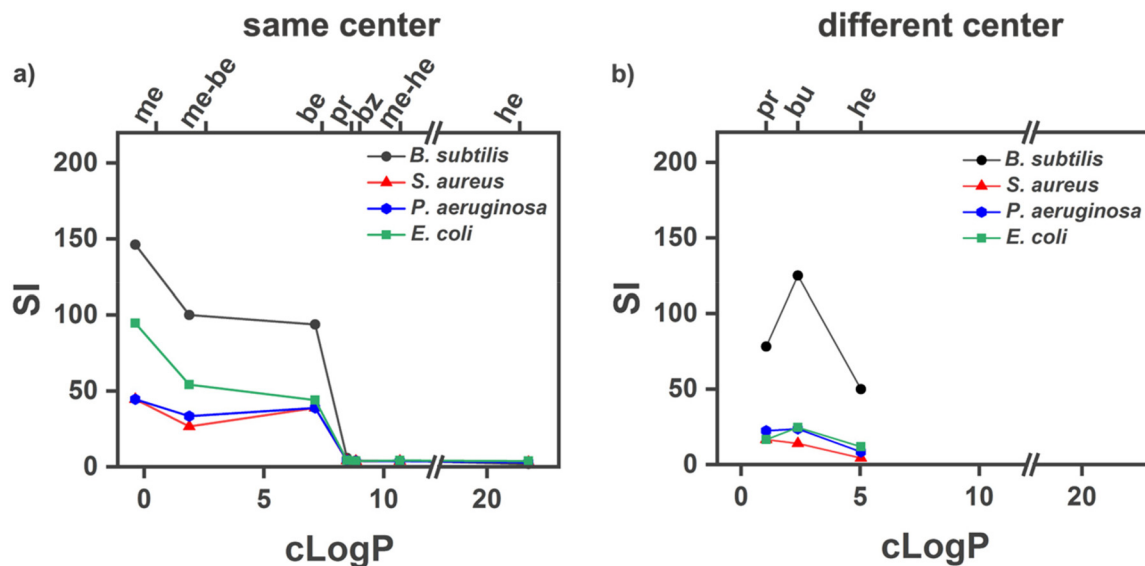 same center
different center
a)
me
me-be
be
pr
bz
me-he
he
b)
pr
bu
he
200
150
100
50
0
SI
B. subtilis
S. aureus
P. aeruginosa
E. coli
0
5
10
20
cLogP
200
150
100
50
0
SI
B. subtilis
S. aureus
P. aeruginosa
E. coli
0
5
10
20
cLogP